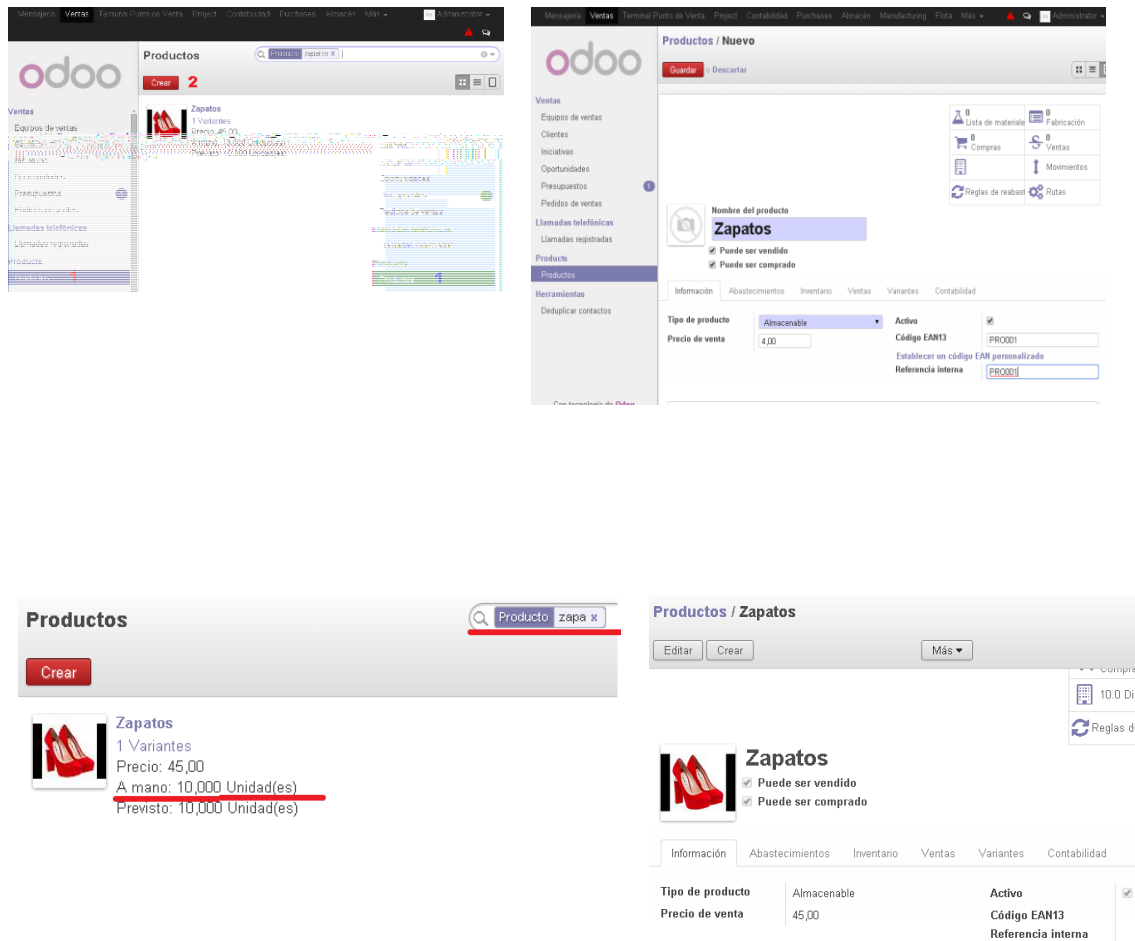 Mensajería Ventas Terminal Punto de Venta Project Contabilidad Purchases Almacén Más Administrator
odoo
Productos
Producto zapatos x
Crear 2
Ventas
Equipos de ventas
Zapatos
1 Variantes
Precio: 45,00
Presupuestos
Llamadas telefónicas
Llamadas registradas
Products
1
Mensajería Ventas Terminal Punto de Venta Project Contabilidad Purchases Almacén Manufacturing Flota Más Administrator
odoo
Productos / Nuevo
Guardar o Descartar
Ventas
Equipos de ventas
Clientes
Iniciativas
Oportunidades
Presupuestos 1
Pedidos de ventas
Llamadas telefónicas
Llamadas registradas
Products
Productos
Herramientas
Deduplicar contactos
Con tecnología de Odoo
0 Lista de materiale
0 Fabricación
0 Compras
0 Ventas
Movimientos
Reglas de reabast
Rutas
Nombre del producto
Zapatos
Puede ser vendido
Puede ser comprado
Información Abastecimientos Inventario Ventas Variantes Contabilidad
Tipo de producto Almacenable Activo
Precio de venta 4,00 Código EAN13 PRO001
Establecer un código EAN personalizado
Referencia interna PRO001
Productos
Producto zapa x
Crear
Zapatos
1 Variantes
Precio: 45,00
A mano: 10,000 Unidad(es)
Previsto: 10,000 Unidad(es)
Productos / Zapatos
Editar Crear Más
10.0 Di
Reglas d
Zapatos
Puede ser vendido
Puede ser comprado
Información Abastecimientos Inventario Ventas Variantes Contabilidad
Tipo de producto Almacenable Activo
Precio de venta 45,00 Código EAN13
Referencia interna